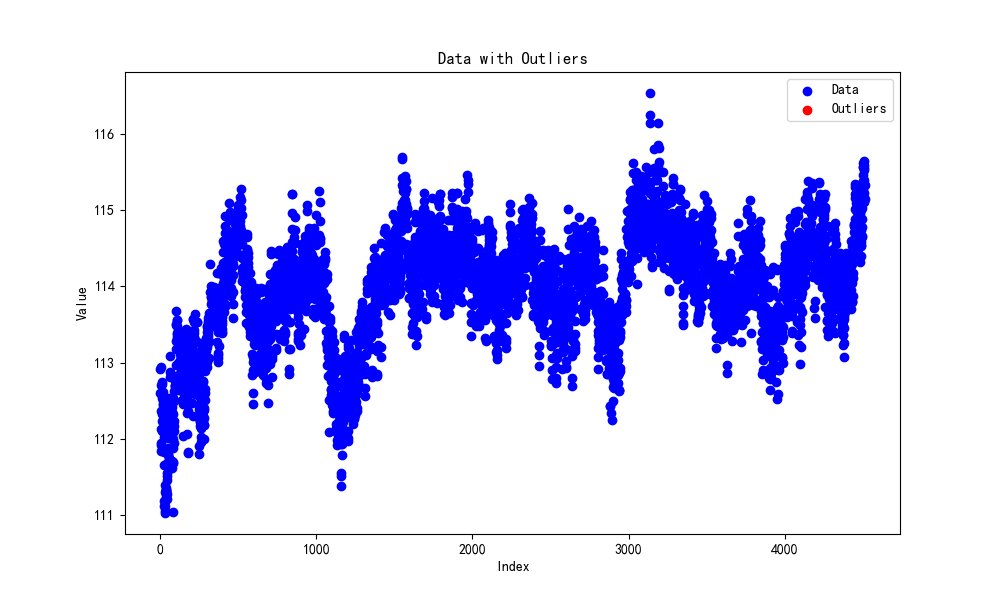 Data with Outliers
Data
Outliers
116
115
114
113
112
111
Value
0 1000 2000 3000 4000
Index